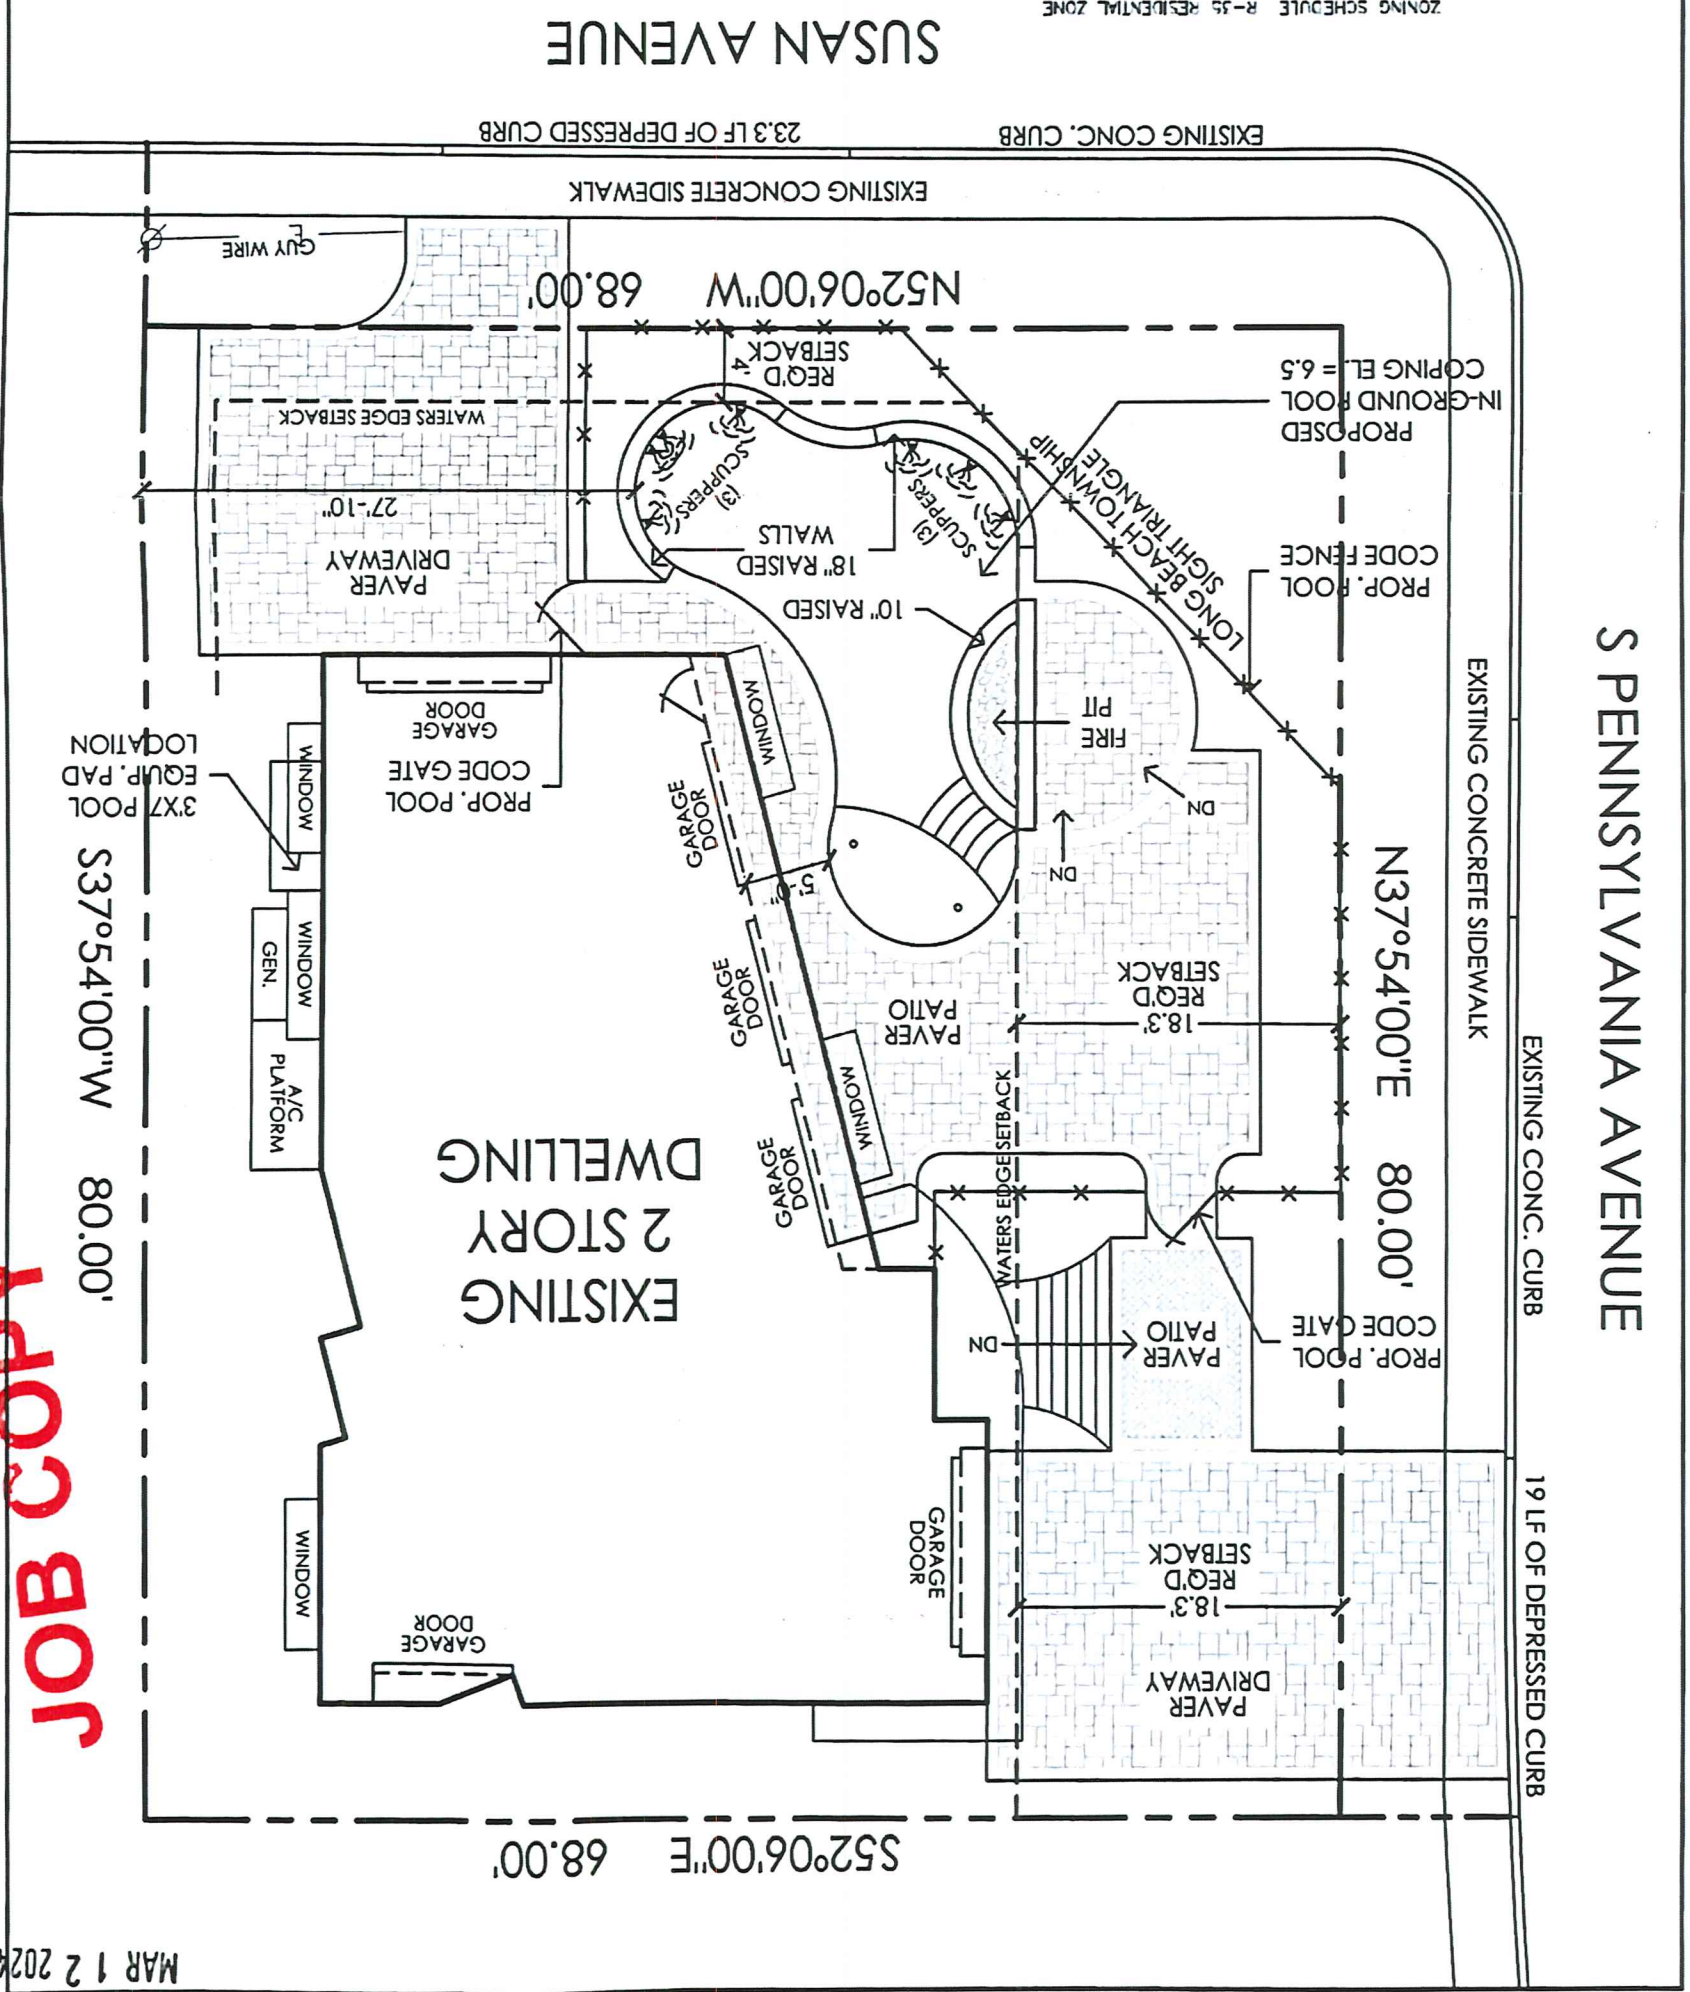 MAR 12 202
JOB COPY
S52°06'00"E 68.00'
PAVER
DRIVEWAY
18.3'
REQ'D
SETBACK
19 LF OF DEPRESSED CURB
GARAGE
DOOR
GARAGE
DOOR
WINDOW
PROP. POOL
CODE GATE
PAVER
PATIO
DN
EXISTING
2 STORY
DWELLING
S37°54'00"W 80.00'
N37°54'00"E 80.00'
S PENNSYLVANIA AVENUE
EXISTING CONC. CURB
EXISTING CONCRETE SIDEWALK
WATERS EDGE SETBACK
GARAGE
DOOR
WINDOW
A/C
PLATFORM
GEN.
WINDOW
18.3'
REQ'D
SETBACK
PAVER
PATIO
GARAGE
DOOR
5'-0"
DN
DN
FIRE
PIT
GARAGE
DOOR
WINDOW
WINDOW
3'X7' POOL
EQUIP. PAD
LOCATION
PROP. POOL
CODE GATE
GARAGE
DOOR
10" RAISED
18" RAISED
WALLS
PROP. POOL
CODE FENCE
LONG BEACH TOWNSHIP
SIGHT TRIANGLE
(3)
SCUPPERS
(3)
SCUPPERS
PAVER
DRIVEWAY
27'-10"
WATERS EDGE SETBACK
PROPOSED
IN-GROUND POOL
COPING EL. = 6.5
4'
REQ'D
SETBACK
N52°06'00"W 68.00'
GUY WIRE
E
EXISTING CONCRETE SIDEWALK
EXISTING CONC. CURB
23.3 LF OF DEPRESSED CURB
SUSAN AVENUE
ZONING SCHEDULE R-35 RESIDENTIAL ZONE